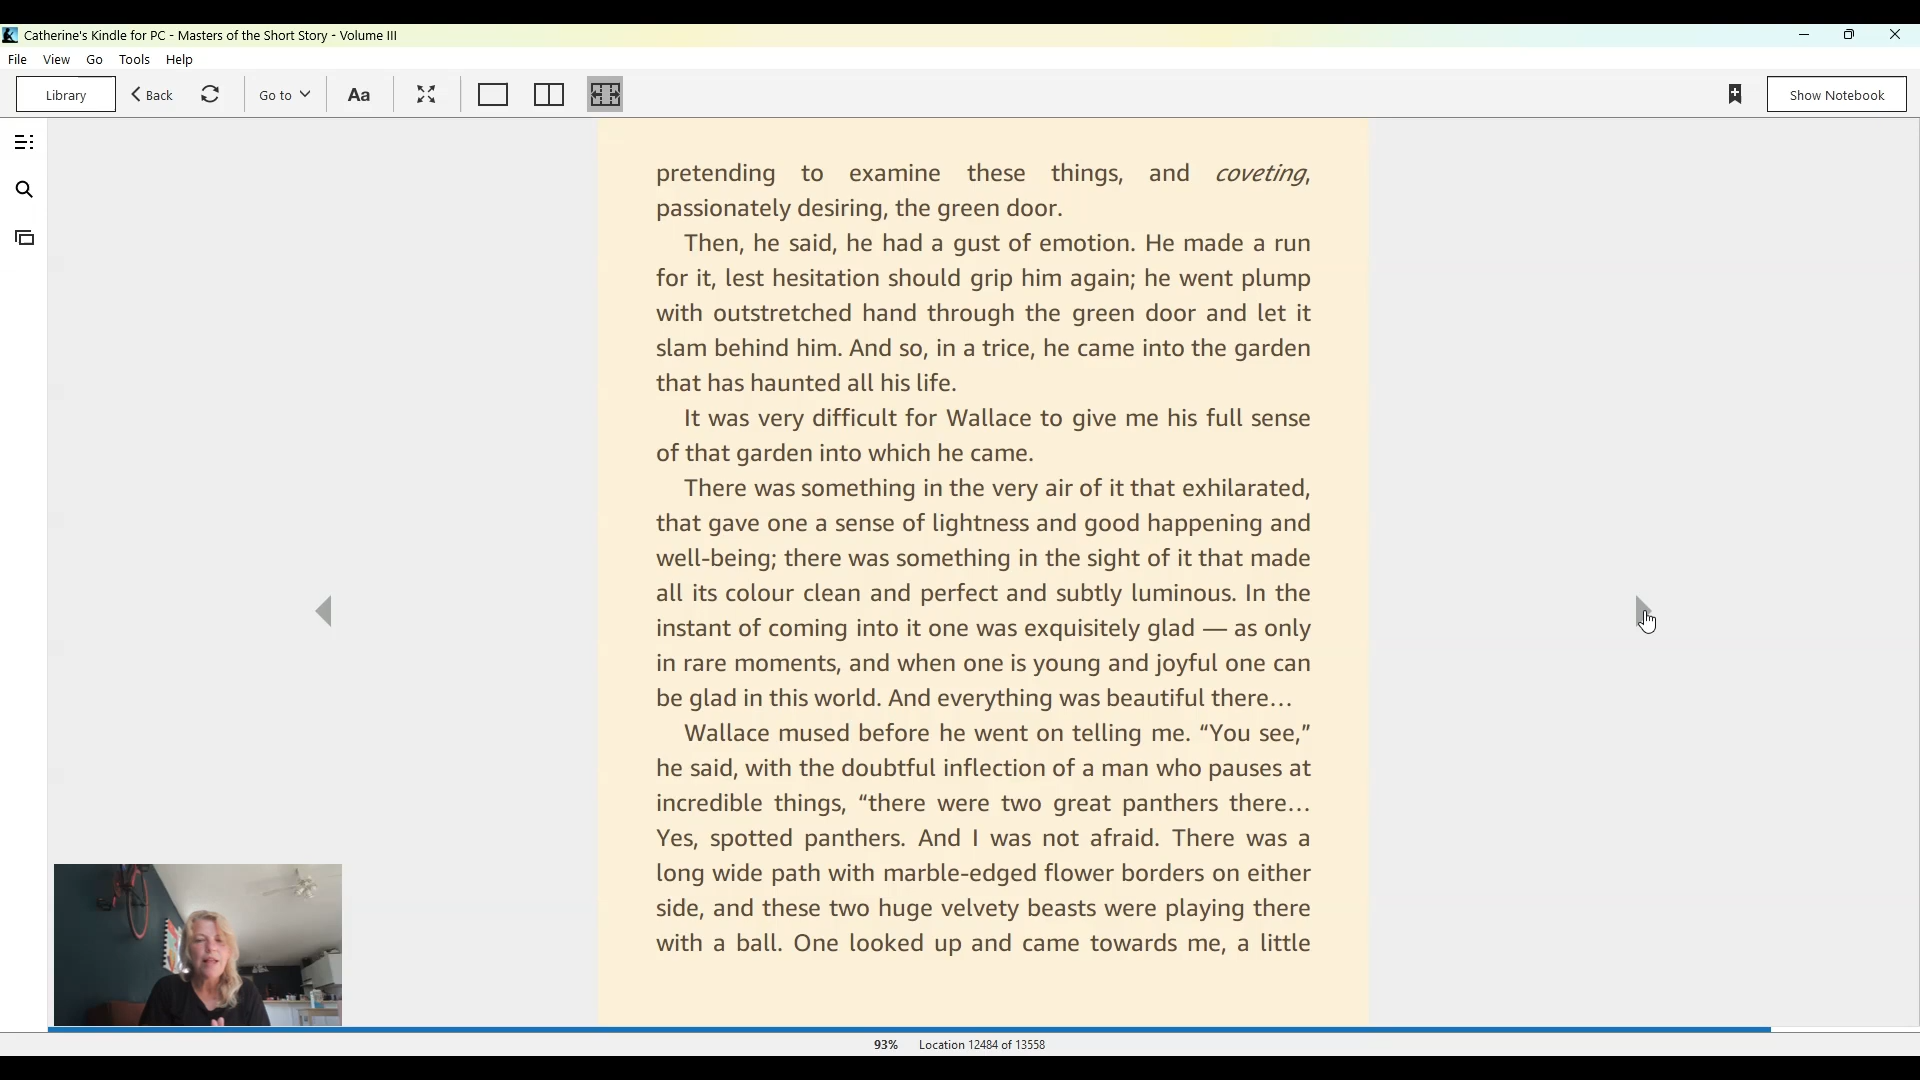 Catherine's Kindle for PC - Masters of the Short Story - Volume III
File View Go Tools Help
Library Back Go to Aa Show Notebook
pretending to examine these things, and coveting,
passionately desiring, the green door.
Then, he said, he had a gust of emotion. He made a run
for it, lest hesitation should grip him again; he went plump
with outstretched hand through the green door and let it
slam behind him. And so, in a trice, he came into the garden
that has haunted all his life.
It was very difficult for Wallace to give me his full sense
of that garden into which he came.
There was something in the very air of it that exhilarated,
that gave one a sense of lightness and good happening and
well-being; there was something in the sight of it that made
all its colour clean and perfect and subtly luminous. In the
instant of coming into it one was exquisitely glad — as only
in rare moments, and when one is young and joyful one can
be glad in this world. And everything was beautiful there…
Wallace mused before he went on telling me. “You see,”
he said, with the doubtful inflection of a man who pauses at
incredible things, “there were two great panthers there…
Yes, spotted panthers. And I was not afraid. There was a
long wide path with marble-edged flower borders on either
side, and these two huge velvety beasts were playing there
with a ball. One looked up and came towards me, a little
93% Location 12484 of 13558